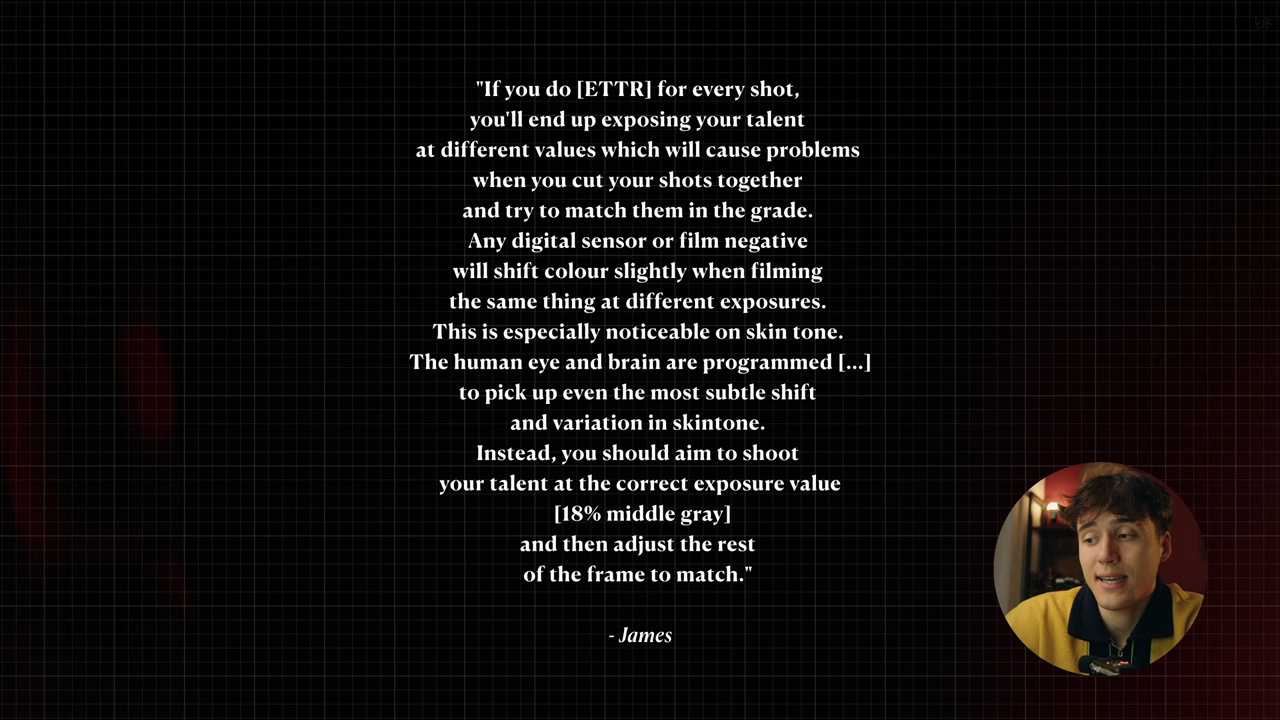 "If you do [ETTR] for every shot,
you'll end up exposing your talent
at different values which will cause problems
when you cut your shots together
and try to match them in the grade.
Any digital sensor or film negative
will shift colour slightly when filming
the same thing at different exposures.
This is especially noticeable on skin tone.
The human eye and brain are programmed [...]
to pick up even the most subtle shift
and variation in skintone.
Instead, you should aim to shoot
your talent at the correct exposure value
[18% middle gray]
and then adjust the rest
of the frame to match."
- James